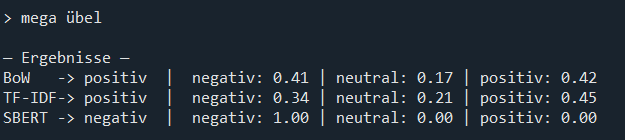 > mega übel
— Ergebnisse —
BoW   -> positiv  |  negativ: 0.41 | neutral: 0.17 | positiv: 0.42
TF-IDF-> positiv  |  negativ: 0.34 | neutral: 0.21 | positiv: 0.45
SBERT -> negativ  |  negativ: 1.00 | neutral: 0.00 | positiv: 0.00